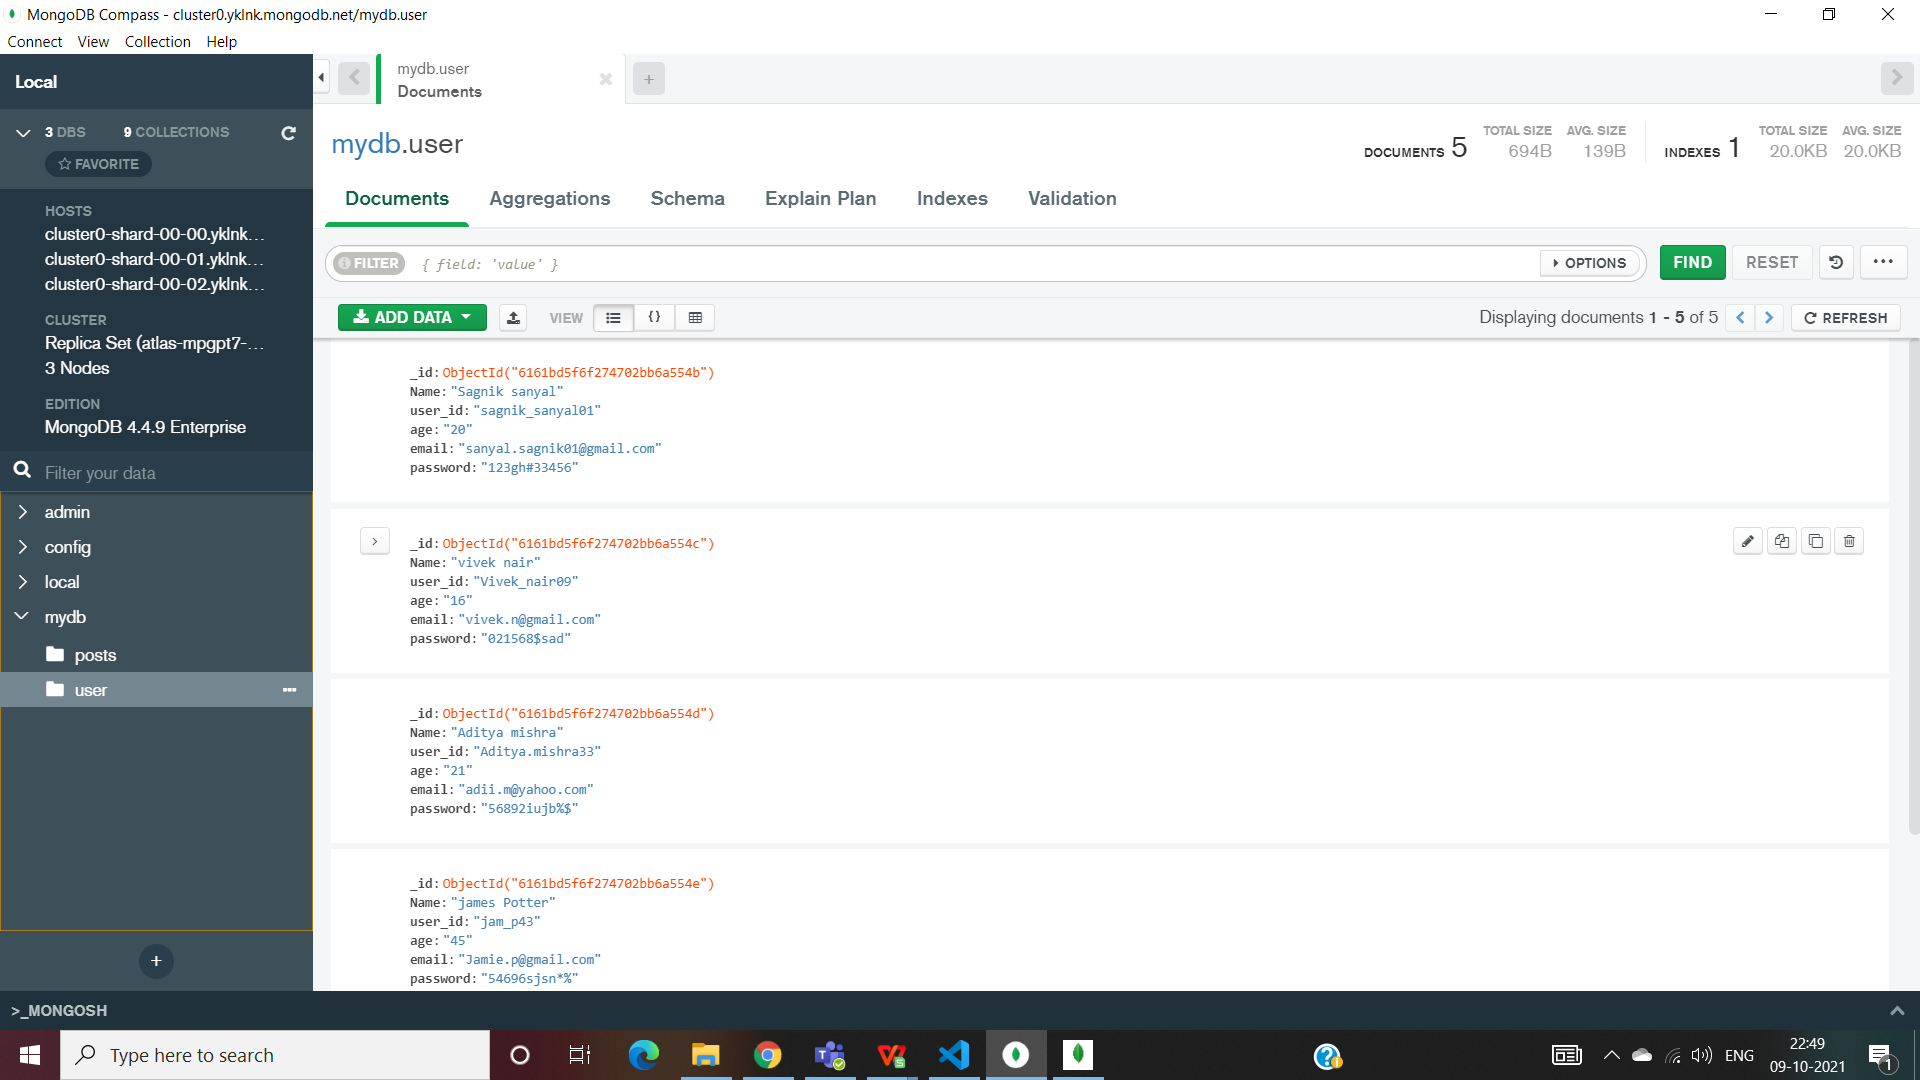 MongoDB Compass - cluster0.yklnk.mongodb.net/mydb.user
Connect View Collection Help
Local
3 DBS 9 COLLECTIONS
FAVORITE
HOSTS
cluster0-shard-00-00.yklnk...
cluster0-shard-00-01.yklnk...
cluster0-shard-00-02.yklnk...
CLUSTER
Replica Set (atlas-mpgpt7-...
3 Nodes
EDITION
MongoDB 4.4.9 Enterprise
Filter your data
admin
config
local
mydb
posts
user
mydb.user
Documents
mydb.user
DOCUMENTS 5 TOTAL SIZE 694B AVG. SIZE 139B INDEXES 1 TOTAL SIZE 20.0KB AVG. SIZE 20.0KB
Documents Aggregations Schema Explain Plan Indexes Validation
FILTER { field: 'value' } OPTIONS FIND RESET
ADD DATA VIEW {} Displaying documents 1 - 5 of 5 REFRESH
_id: ObjectId("6161bd5f6f274702bb6a554b")
Name: "Sagnik sanyal"
user_id: "sagnik_sanyal01"
age: "20"
email: "sanyal.sagnik01@gmail.com"
password: "123gh#33456"
_id: ObjectId("6161bd5f6f274702bb6a554c")
Name: "vivek nair"
user_id: "Vivek_nair09"
age: "16"
email: "vivek.n@gmail.com"
password: "021568$sad"
_id: ObjectId("6161bd5f6f274702bb6a554d")
Name: "Aditya mishra"
user_id: "Aditya.mishra33"
age: "21"
email: "adii.m@yahoo.com"
password: "56892iujb%$"
_id: ObjectId("6161bd5f6f274702bb6a554e")
Name: "james Potter"
user_id: "jam_p43"
age: "45"
email: "Jamie.p@gmail.com"
password: "54696sjsn*%"
>_MONGOSH
Type here to search
ENG
22:49
09-10-2021
1